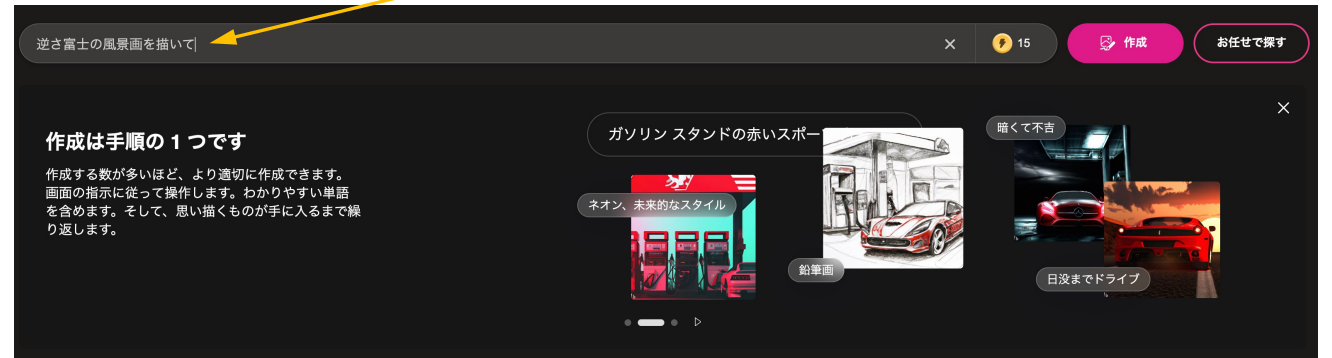 逆さ富士の風景画を描いて
15
作成
お任せで探す
作成は手順の 1 つです
作成する数が多いほど、より適切に作成できます。
画面の指示に従って操作します。わかりやすい単語
を含めます。そして、思い描くものが手に入るまで繰
り返します。
ガソリン スタンドの赤いスポー
暗くて不吉
ネオン、未来的なスタイル
鉛筆画
日没までドライブ